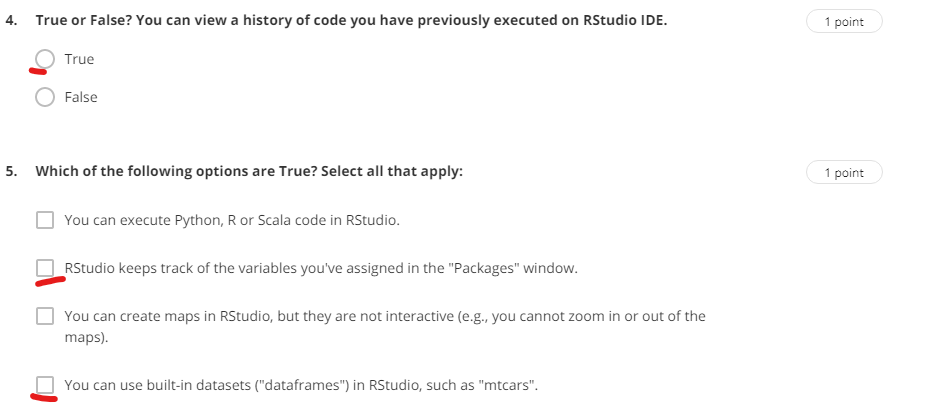 4. True or False? You can view a history of code you have previously executed on RStudio IDE. 1 point
True
False
5. Which of the following options are True? Select all that apply: 1 point
You can execute Python, R or Scala code in RStudio.
RStudio keeps track of the variables you've assigned in the "Packages" window.
You can create maps in RStudio, but they are not interactive (e.g., you cannot zoom in or out of the
maps).
You can use built-in datasets ("dataframes") in RStudio, such as "mtcars".